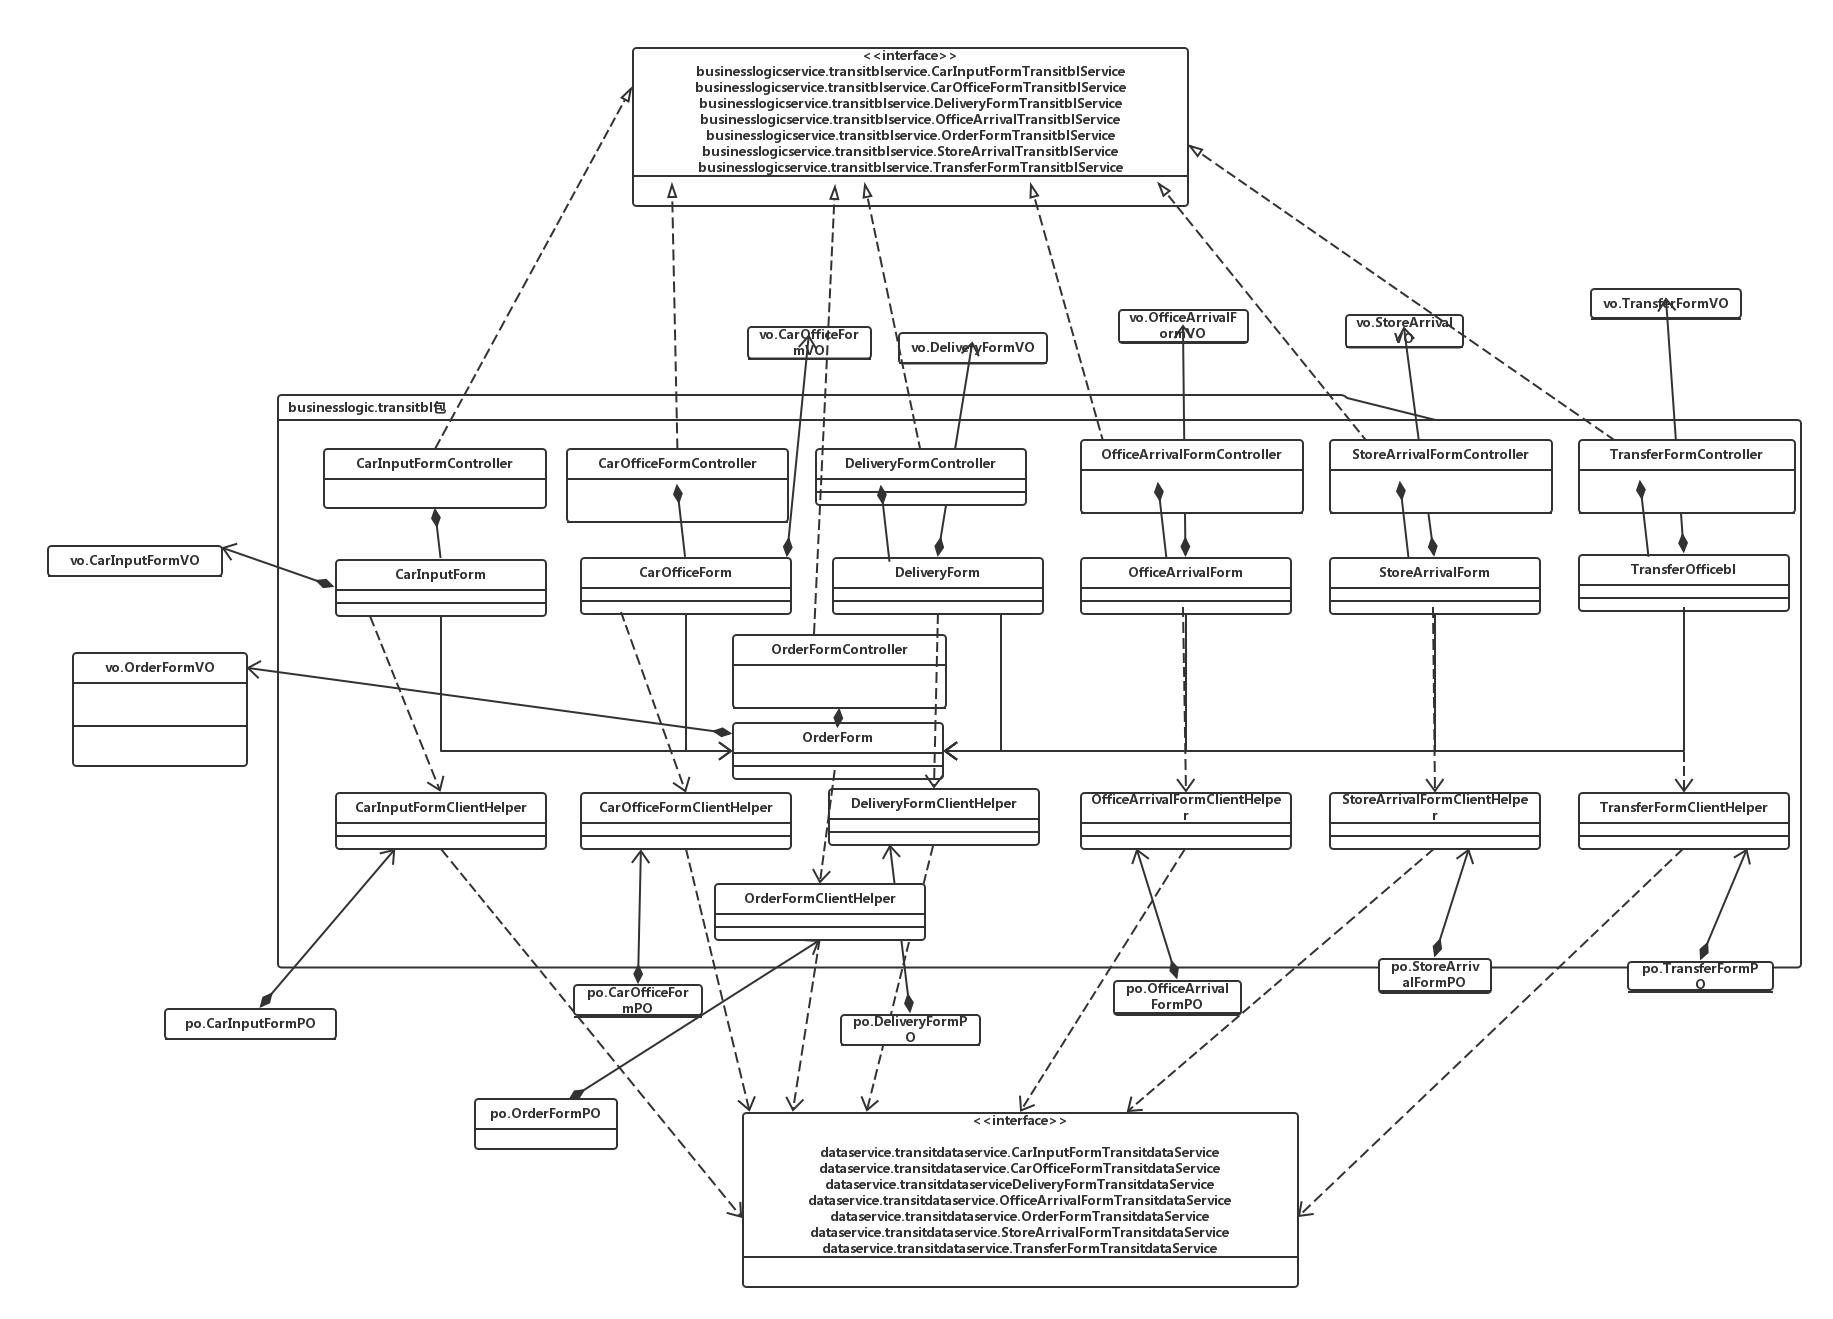 <<interface>>
businesslogicservice.transitblservice.CarInputFormTransitblService
businesslogicservice.transitblservice.CarOfficeFormTransitblService
businesslogicservice.transitblservice.DeliveryFormTransitblService
businesslogicservice.transitblservice.OfficeArrivalTransitblService
businesslogicservice.transitblservice.OrderFormTransitblService
businesslogicservice.transitblservice.StoreArrivalTransitblService
businesslogicservice.transitblservice.TransferFormTransitblService
vo.CarOfficeFor
mVO
vo.DeliveryFormVO
vo.OfficeArrivalF
ormVO
vo.StoreArrival
VO
vo.TransferFormVO
businesslogic.transitbl包
CarInputFormController
CarOfficeFormController
DeliveryFormController
OfficeArrivalFormController
StoreArrivalFormController
TransferFormController
vo.CarInputFormVO
CarInputForm
CarOfficeForm
DeliveryForm
OfficeArrivalForm
StoreArrivalForm
TransferOfficebl
vo.OrderFormVO
OrderFormController
OrderForm
CarInputFormClientHelper
CarOfficeFormClientHelper
DeliveryFormClientHelper
OfficeArrivalFormClientHelpe
r
StoreArrivalFormClientHelpe
r
TransferFormClientHelper
OrderFormClientHelper
po.CarInputFormPO
po.CarOfficeFor
mPO
po.DeliveryFormP
O
po.OfficeArrival
FormPO
po.StoreArriv
alFormPO
po.TransferFormP
O
po.OrderFormPO
<<interface>>
dataservice.transitdataservice.CarInputFormTransitdataService
dataservice.transitdataservice.CarOfficeFormTransitdataService
dataservice.transitdataserviceDeliveryFormTransitdataService
dataservice.transitdataservice.OfficeArrivalFormTransitdataService
dataservice.transitdataservice.OrderFormTransitdataService
dataservice.transitdataservice.StoreArrivalFormTransitdataService
dataservice.transitdataservice.TransferFormTransitdataService